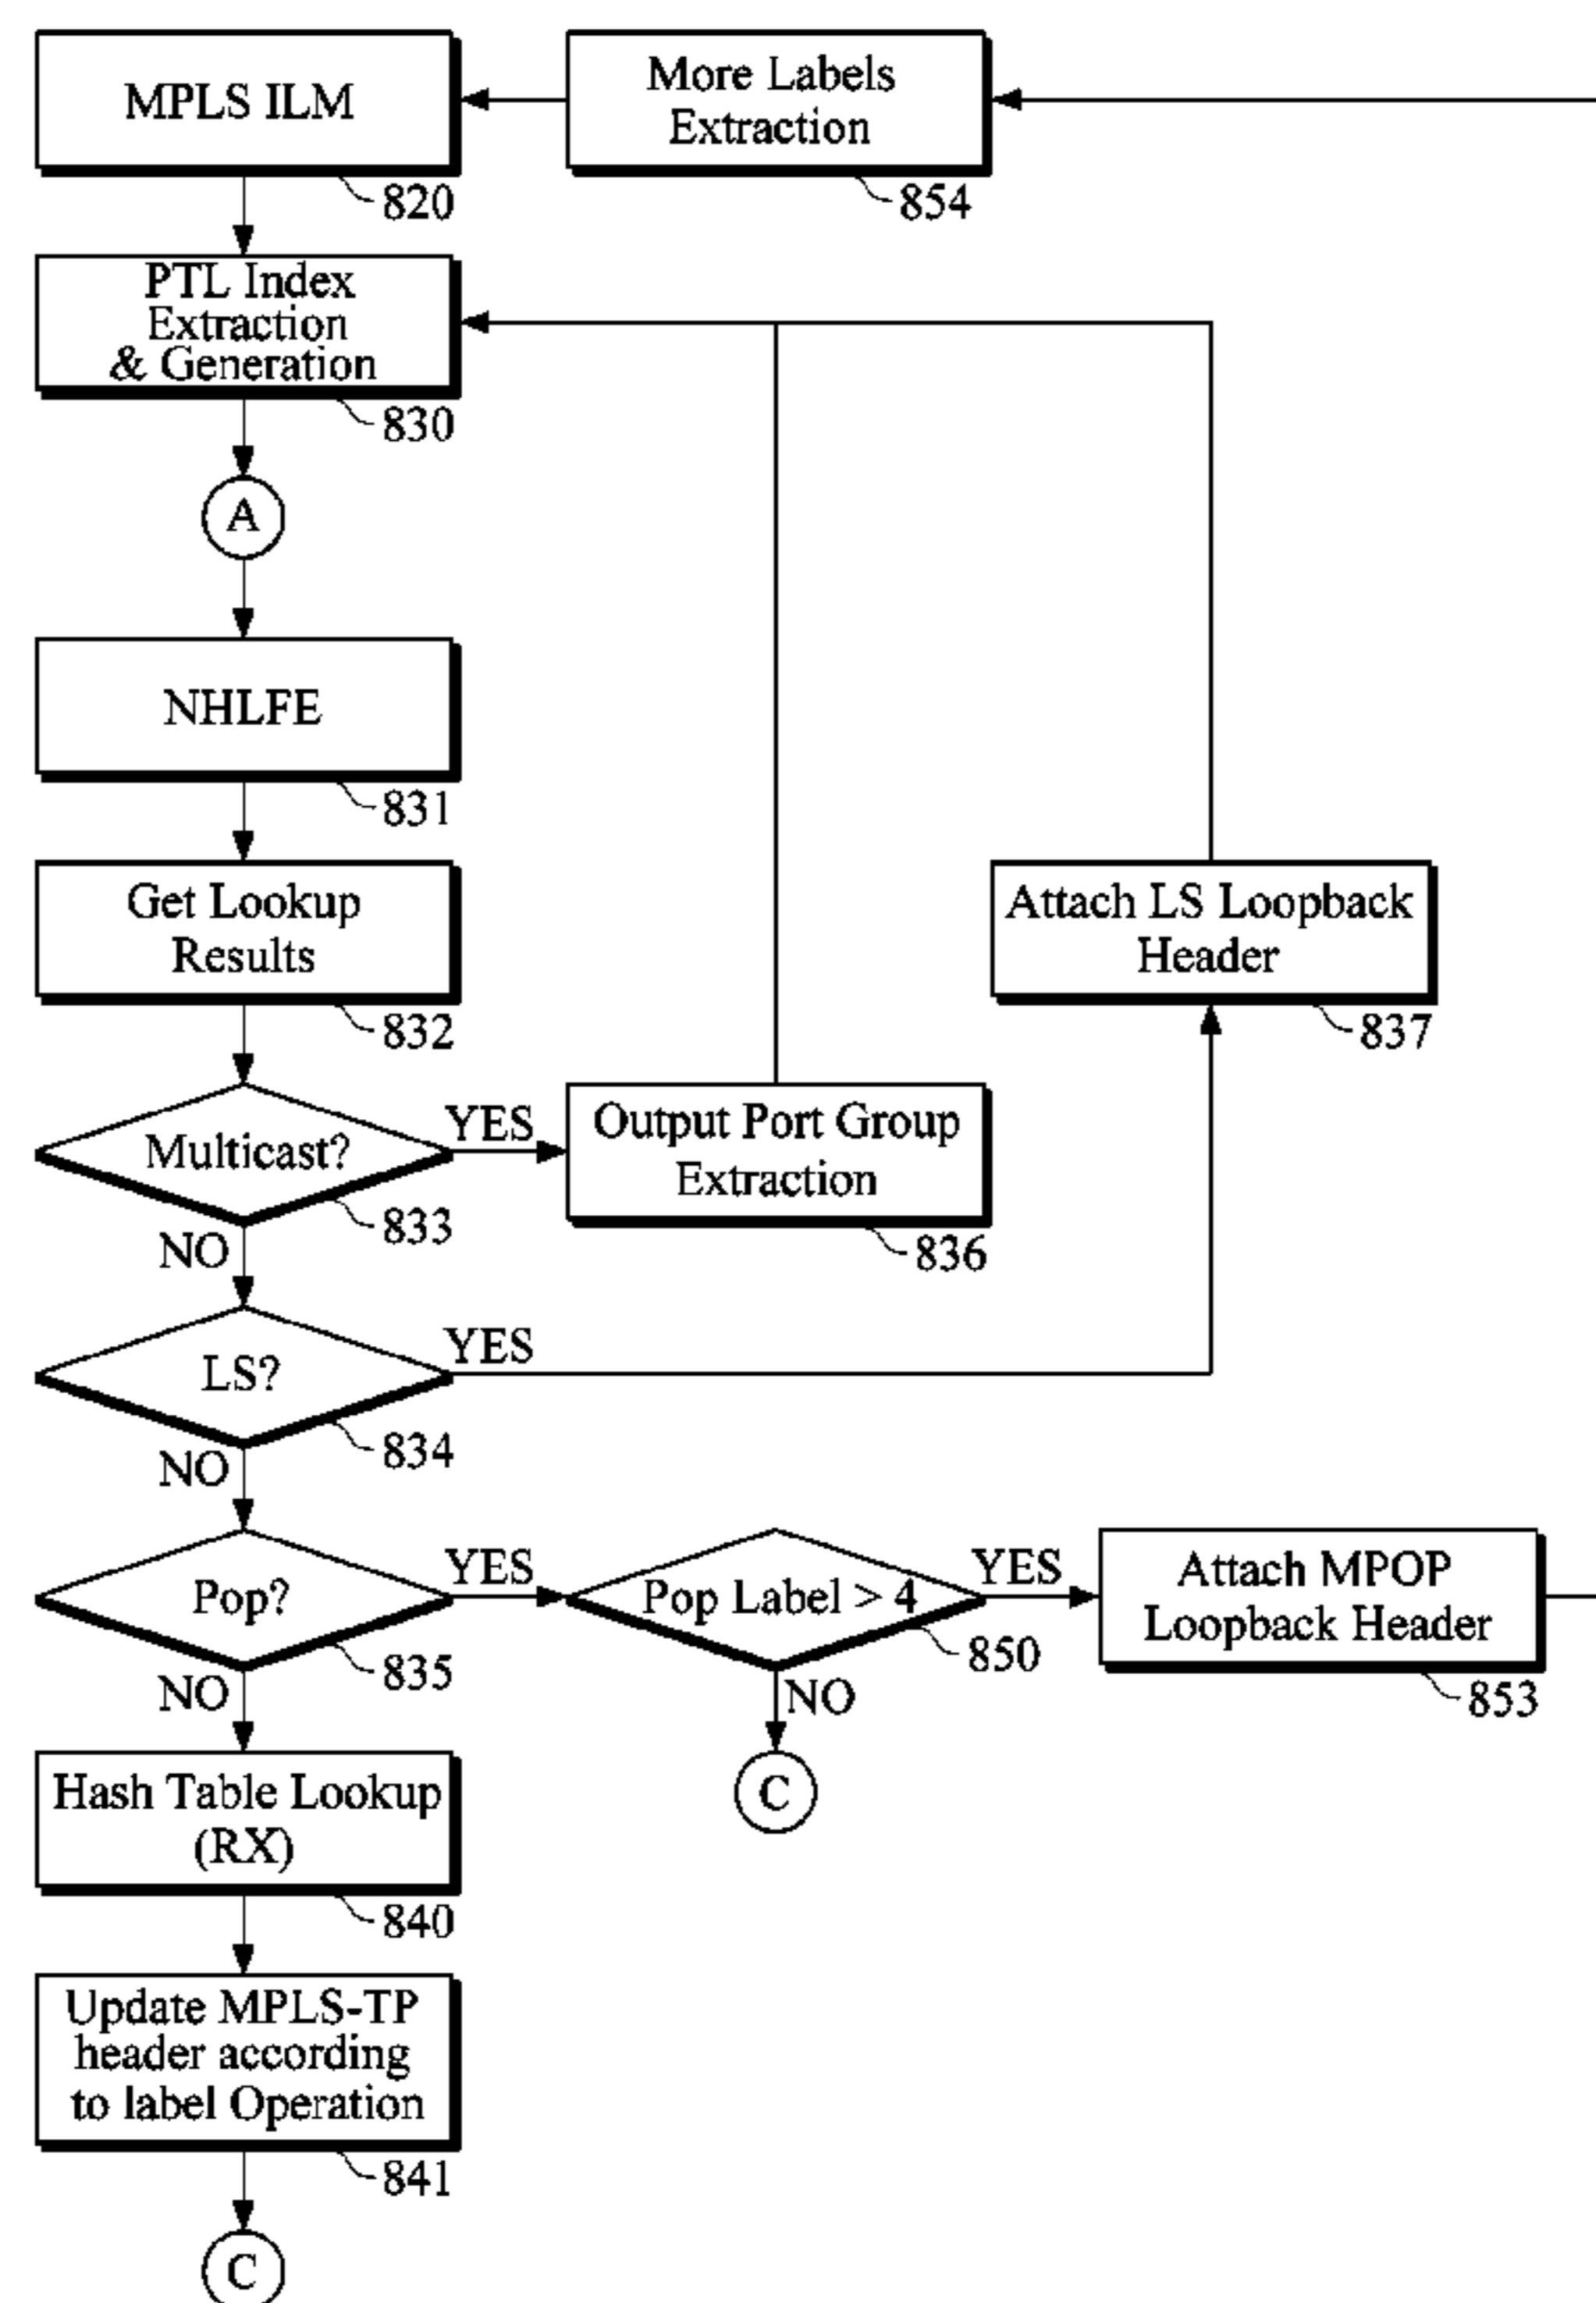 MPLS ILM
820
More Labels
Extraction
854
PTL Index
Extraction
& Generation
830
A
NHLFE
831
Get Lookup
Results
832
Attach LS Loopback
Header
837
Multicast?
833
YES
NO
Output Port Group
Extraction
836
LS?
834
YES
NO
Pop?
835
YES
NO
Pop Label > 4
850
YES
NO
C
Attach MPOP
Loopback Header
853
Hash Table Lookup
(RX)
840
Update MPLS-TP
header according
to label Operation
841
C